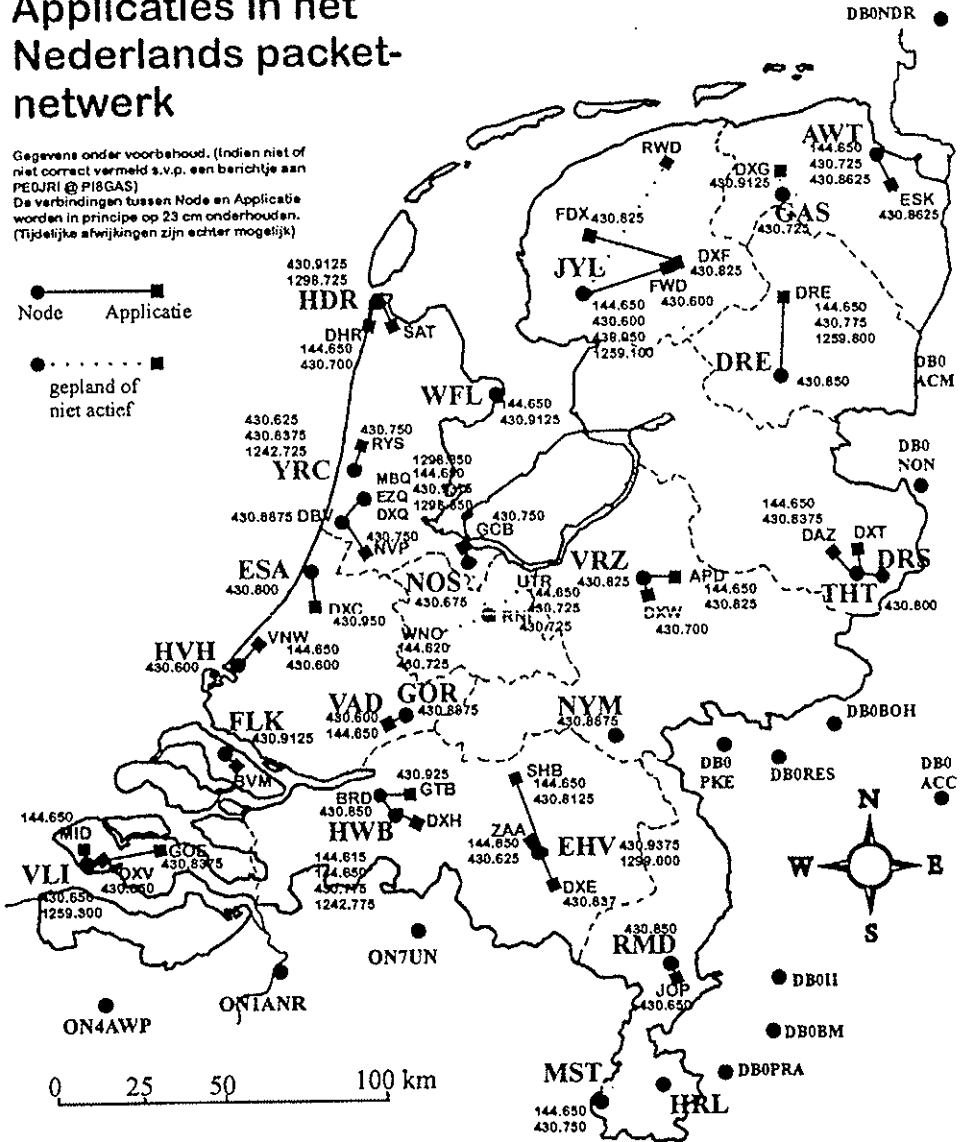 Applicaties in het
Nederlands packet-
netwerk
Gegevens onder voorbehoud. (Indien niet of
niet correct vermeld s.v.p. een berichtje aan
PE0JRI @ PI8GAS)
De verbindingen tussen Node en Applicatie
worden in principe op 23 cm onderhouden.
(Tijdelijke afwijkingen zijn echter mogelijk)
Node Applicatie
gepland of
niet actief
DB0NDR
RWD
AWT
144.650
430.725
430.8625
ESK
430.8625
DXG
430.9125
GAS
430.725
FDX 430.825
DXF
430.825
FWD
430.600
JYL
144.650
430.600
1259.100
DRE
144.650
430.775
1259.800
DRE
430.850
DB0
ACM
430.9125
1298.725
HDR
DHR
144.650
430.700
SAT
WFL
144.650
430.9125
430.625
430.8375
1242.725
430.750
RYS
YRC
MBQ
EZQ
DXQ
430.8875 DBV
430.750
NVP
430.750
GCB
NOS
430.675
DB0
NON
144.650
430.8375
DAZ
DXT
DRS
THT
430.800
ESA
430.800
DXC
430.950
VRZ
430.825
APD
144.650
430.825
DXW
430.700
UTR
144.650
430.725
430.725
WNO
144.620
430.725
HVH
430.600
VNW
144.650
430.600
VAD
430.600
144.650
GOR
430.8875
NYM
430.8875
FLK
430.9125
BVM
DB0BOH
DB0
PKE
DB0RES
DB0
ACC
430.925
GTB
BRD
430.850
HWB
DXH
144.615
144.650
430.775
1242.775
SHB
144.650
430.8125
ZAA
144.650
430.625
EHV
430.9375
1299.000
DXE
430.837
N
W E
S
144.650
MID
GOE
430.8375
VLI
DXV
430.650
430.650
1259.300
430.850
RMD
JOP
430.650
ON7UN
ON1ANR
ON4AWP
DB0II
DB0BM
DB0PRA
MST
144.650
430.750
HRL
0 25 50 100 km